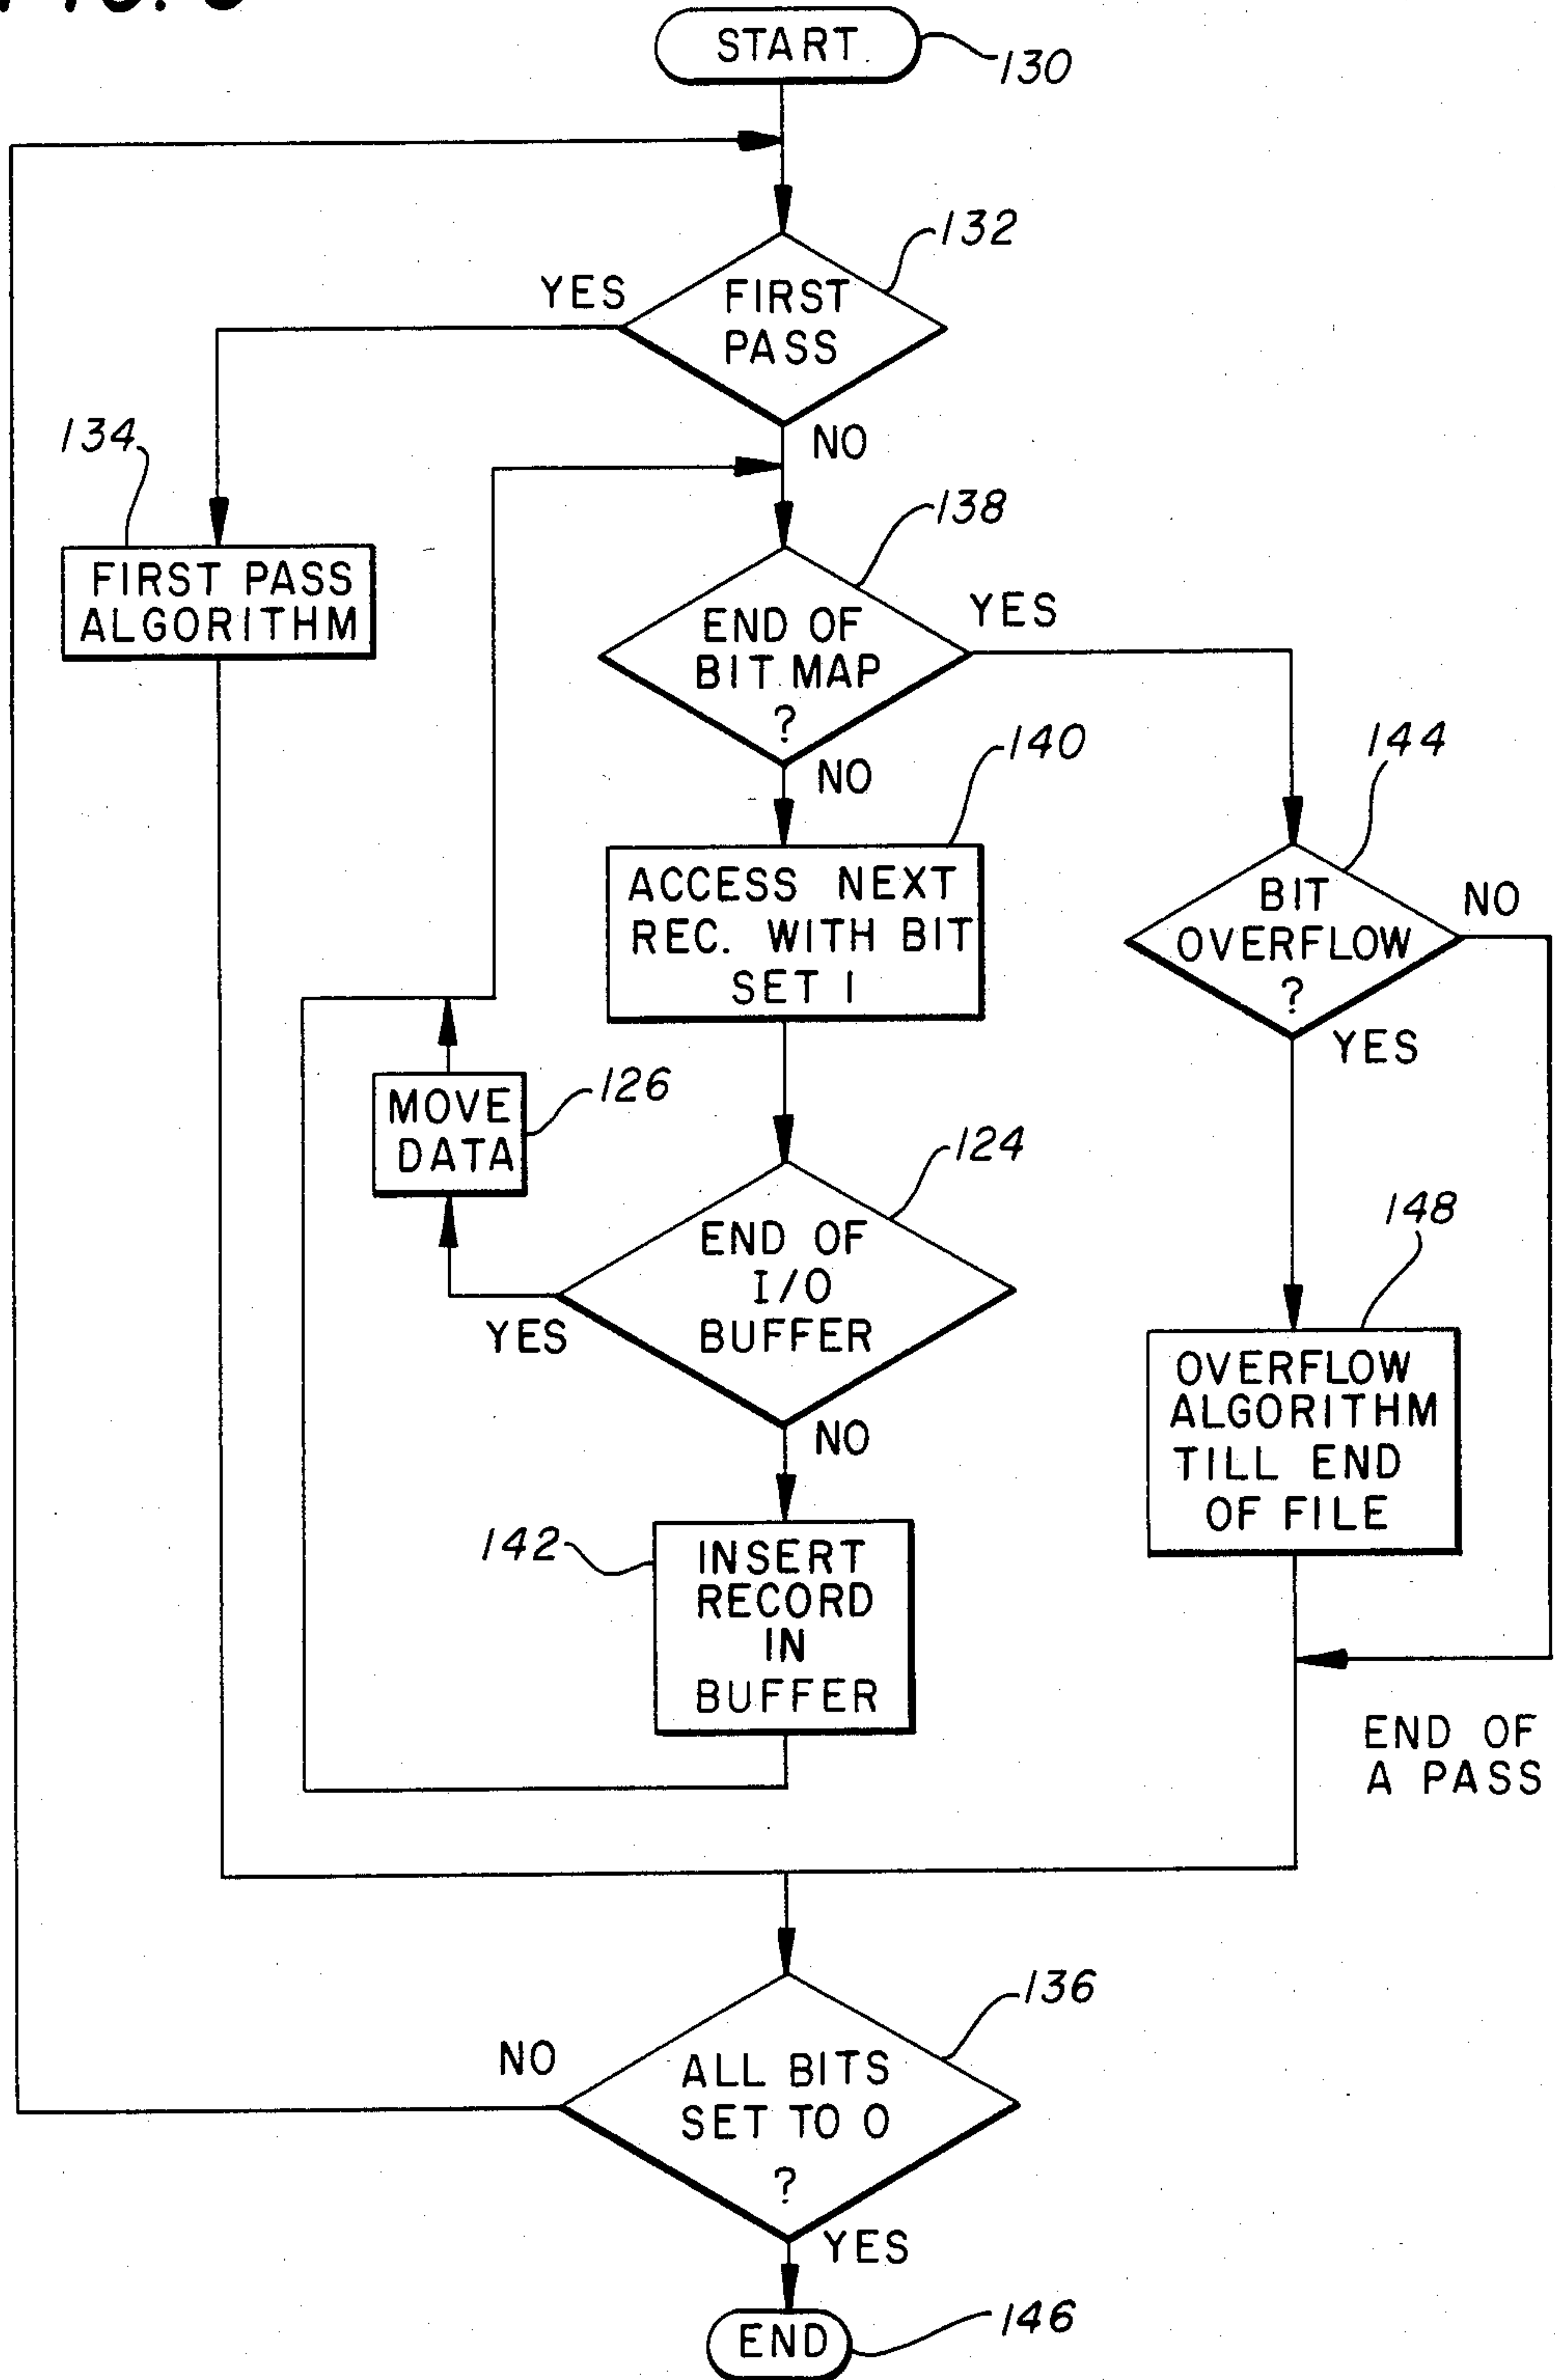 START
130
132
YES
FIRST
PASS
NO
134
138
FIRST PASS
ALGORITHM
END OF
BIT MAP
?
YES
NO
140
144
ACCESS NEXT
REC. WITH BIT
SET 1
BIT
OVERFLOW
?
NO
YES
MOVE
DATA
126
124
END OF
I/O
BUFFER
YES
NO
148
OVERFLOW
ALGORITHM
TILL END
OF FILE
142
INSERT
RECORD
IN
BUFFER
END OF
A PASS
136
NO
ALL BITS
SET TO 0
?
YES
END
146